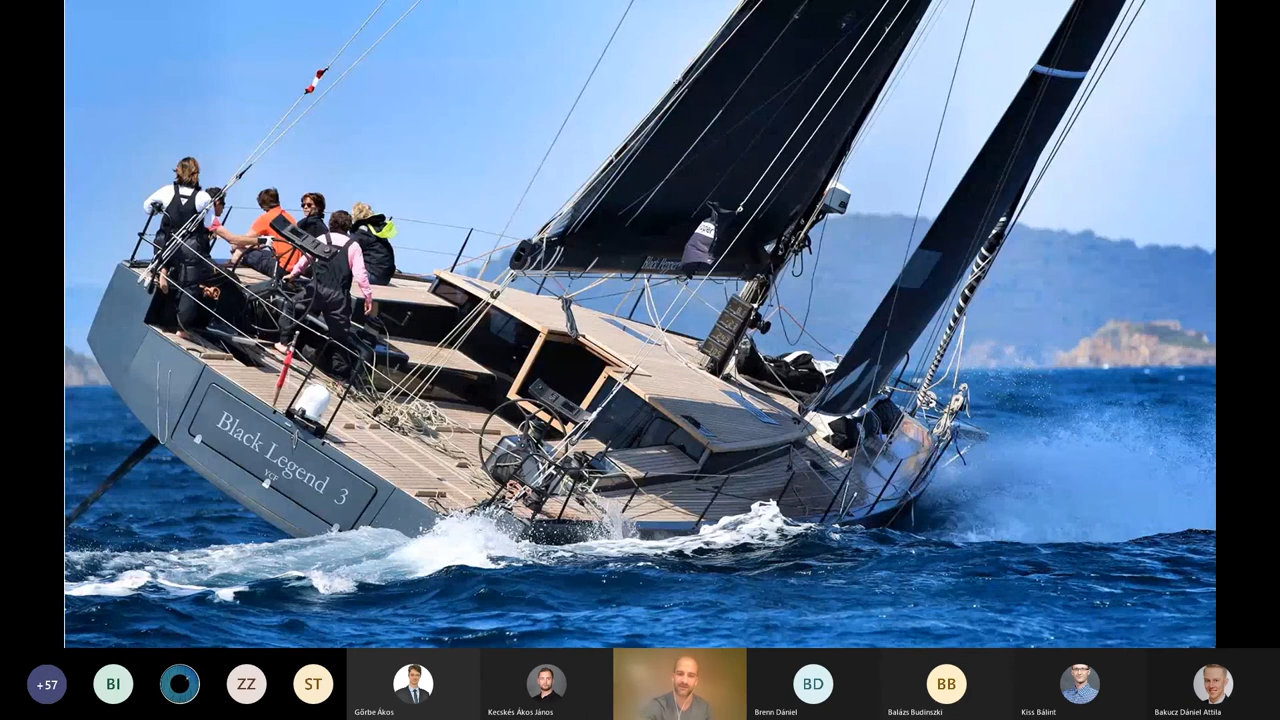 Black Legend 3
YCF
+57
BI
ZZ
ST
BD
BB
Gőrbe Ákos
Kecskés Ákos János
Brenn Dániel
Balázs Budinszki
Kiss Bálint
Bakucz Dániel Attila